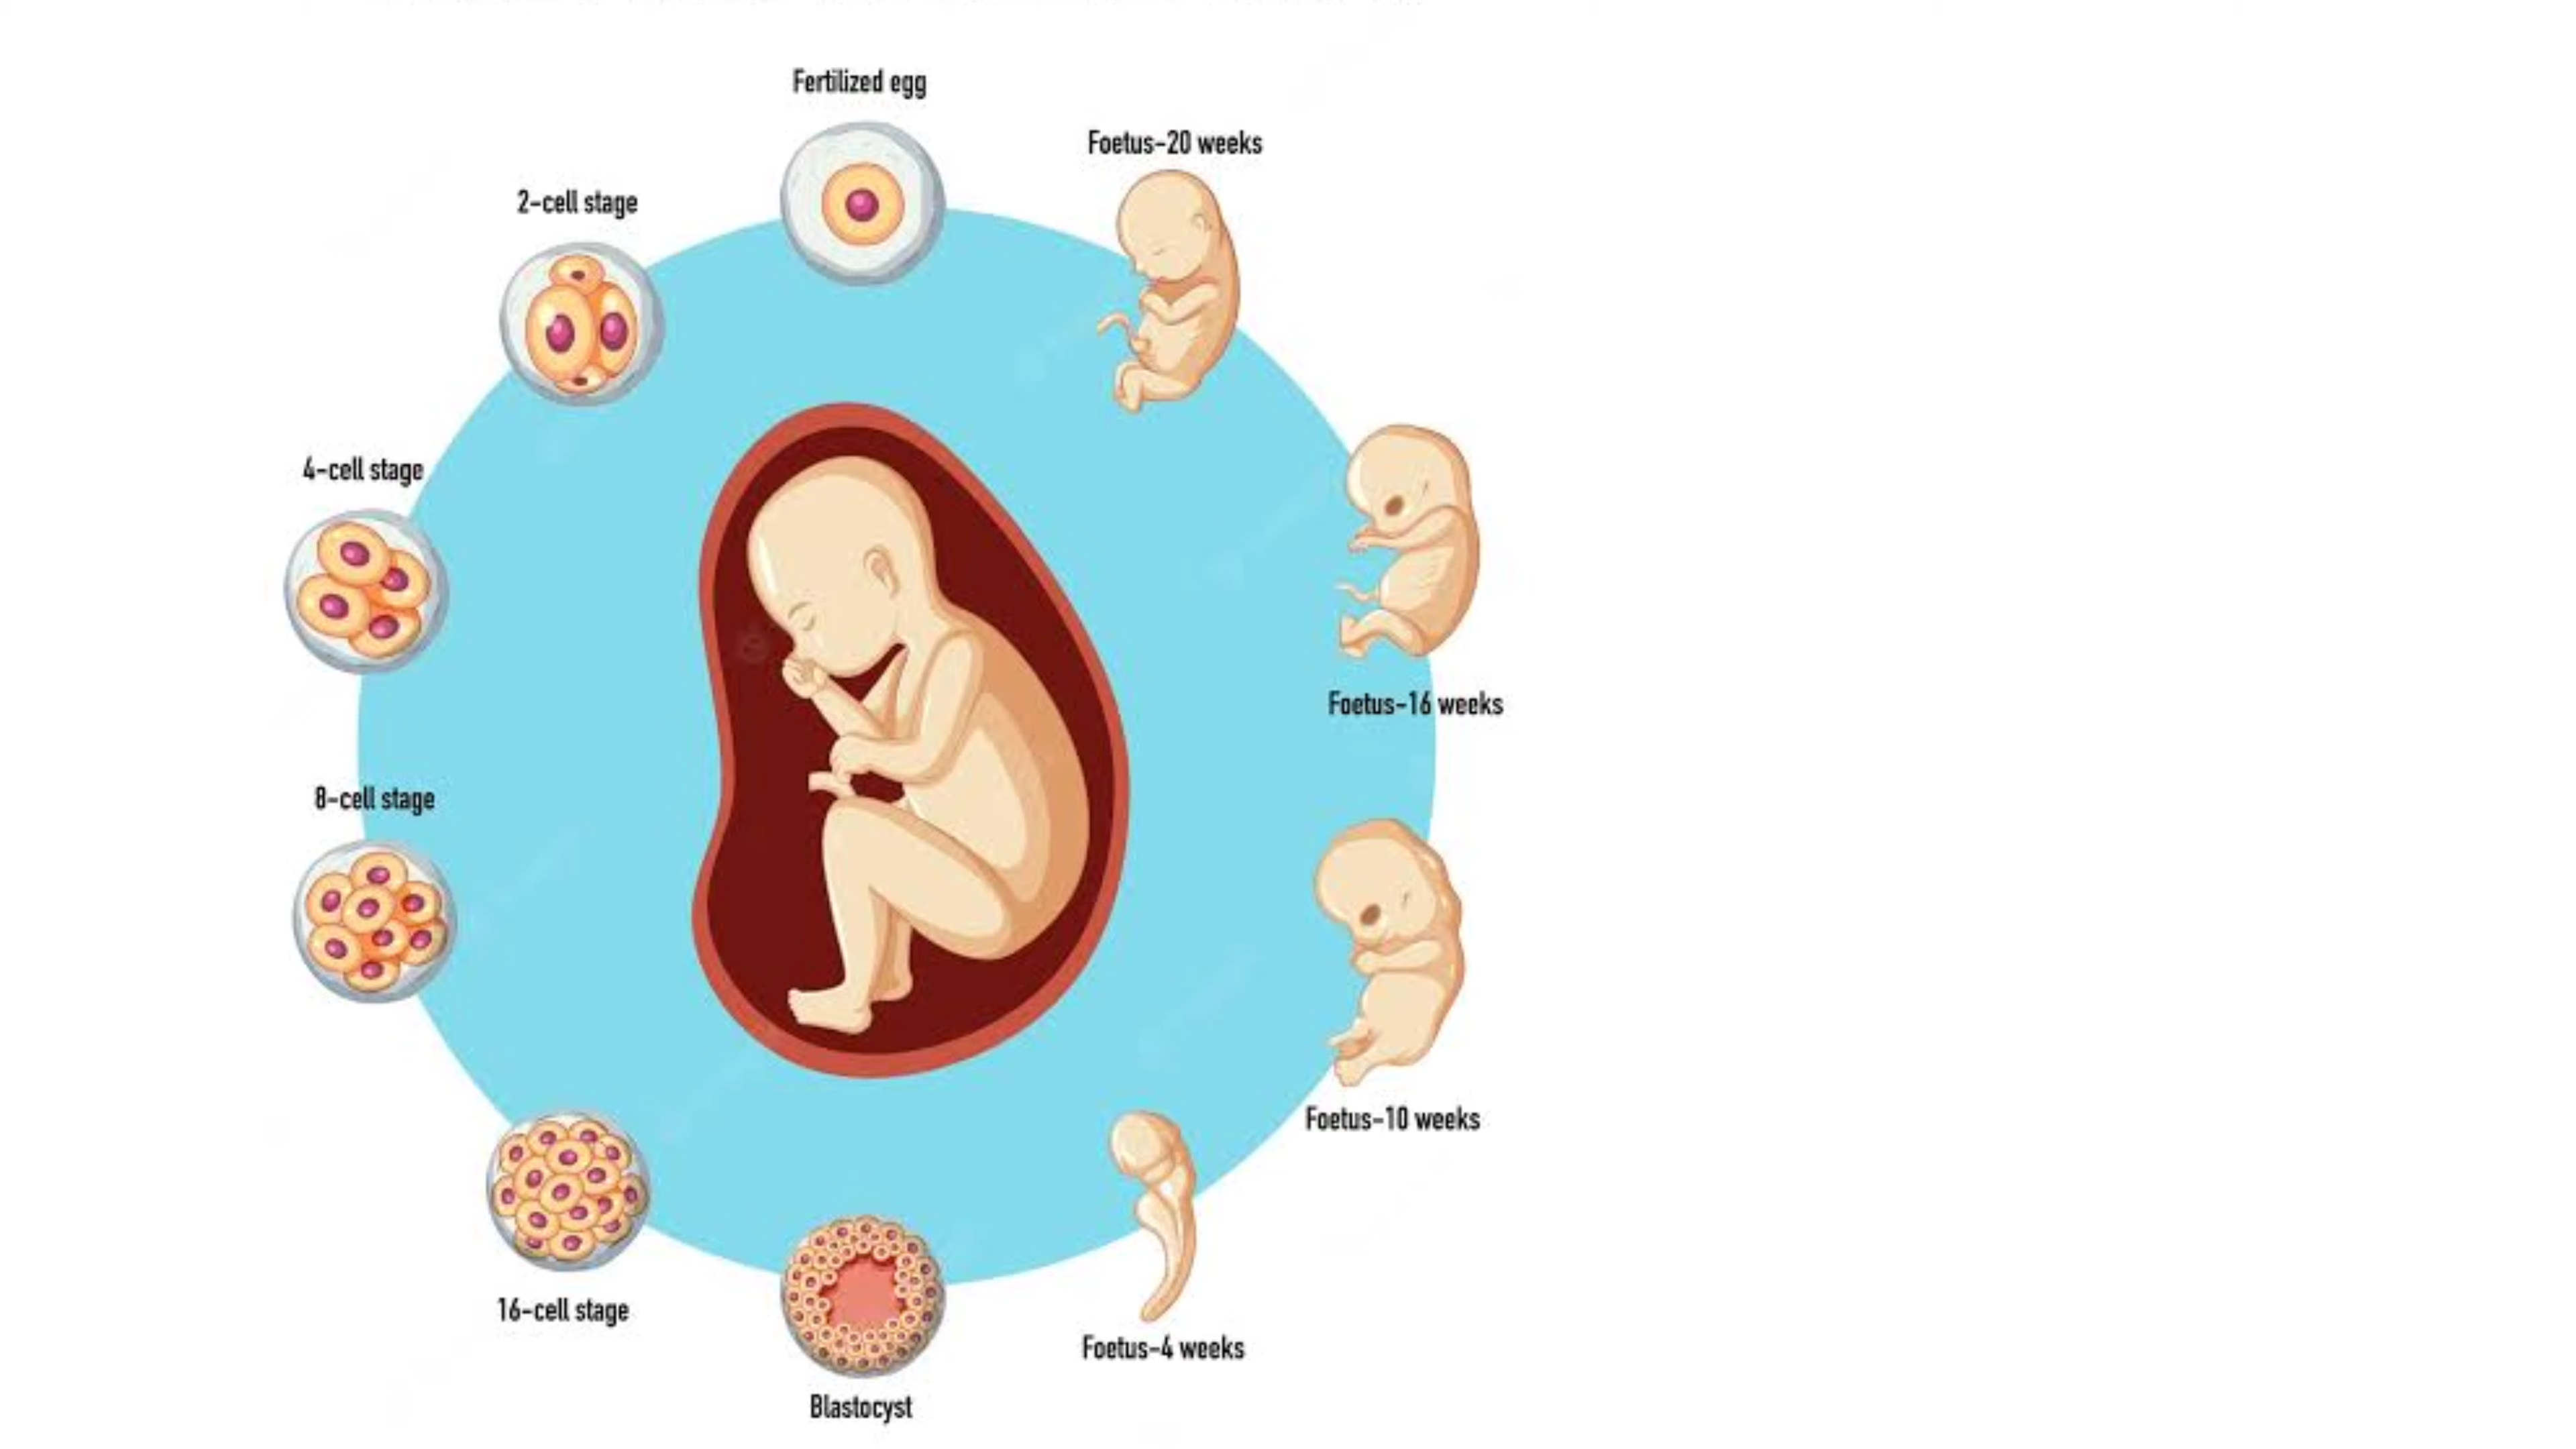 Fertilized egg
2-cell stage
4-cell stage
8-cell stage
16-cell stage
Blastocyst
Foetus-4 weeks
Foetus-10 weeks
Foetus-16 weeks
Foetus-20 weeks